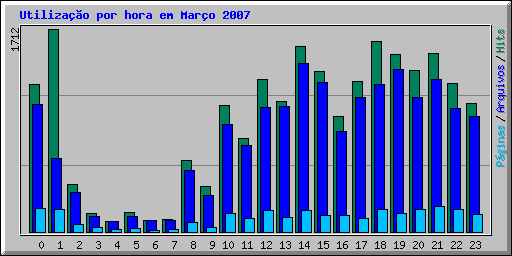 Utilização por hora em Março 2007
1712
Páginas / Arquivos / Hits
0 1 2 3 4 5 6 7 8 9 10 11 12 13 14 15 16 17 18 19 20 21 22 23